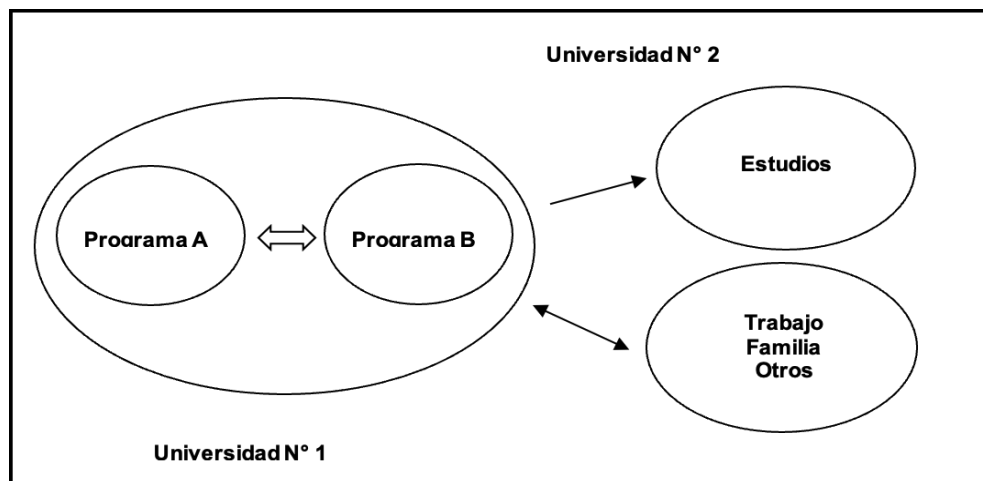 Universidad N° 2
Estudios
Programa A
Programa B
Trabajo
Familia
Otros
Universidad N° 1